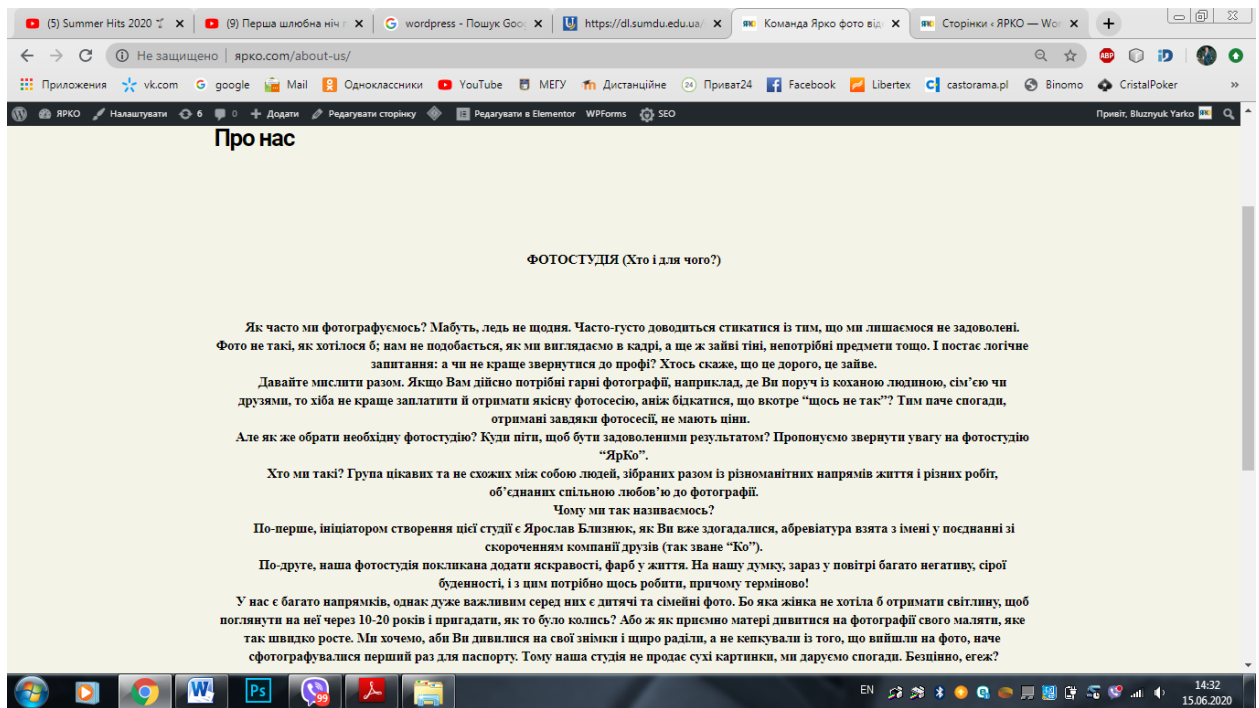 (5) Summer Hits 2020
(9) Перша шлюбна ніч
wordpress - Пошук Goo
https://dl.sumdu.edu.ua/
Команда Ярко фото від
Сторінки ‹ ЯРКО — Wor
Не защищено | ярко.com/about-us/
Приложения vk.com google Mail Одноклассники YouTube МЕГУ Дистанційне Приват24 Facebook Libertex castorama.pl Binomo CristalPoker »
ЯРКО Налаштувати 6 0 Додати Редагувати сторінку Редагувати в Elementor WPForms SEO Привіт, Bluznyuk Yarko
Про нас
ФОТОСТУДІЯ (Хто і для чого?)
Як часто ми фотографуємось? Мабуть, ледь не щодня. Часто-густо доводиться стикатися із тим, що ми лишаємося не задоволені.
Фото не такі, як хотілося б; нам не подобається, як ми виглядаємо в кадрі, а ще ж зайві тіні, непотрібні предмети тощо. І постає логічне
запитання: а чи не краще звернутися до профі? Хтось скаже, що це дорого, це зайве.
Давайте мислити разом. Якщо Вам дійсно потрібні гарні фотографії, наприклад, де Ви поруч із коханою людиною, сім’єю чи
друзями, то хіба не краще заплатити й отримати якісну фотосесію, аніж бідкатися, що вкотре “щось не так”? Тим паче спогади,
отримані завдяки фотосесії, не мають ціни.
Але як же обрати необхідну фотостудію? Куди піти, щоб бути задоволеними результатом? Пропонуємо звернути увагу на фотостудію
“ЯрКо”.
Хто ми такі? Група цікавих та не схожих між собою людей, зібраних разом із різноманітних напрямів життя і різних робіт,
об’єднаних спільною любов’ю до фотографії.
Чому ми так називаємось?
По-перше, ініціатором створення цієї студії є Ярослав Близнюк, як Ви вже здогадалися, абревіатура взята з імені у поєднанні зі
скороченням компанії друзів (так зване “Ко”).
По-друге, наша фотостудія покликана додати яскравості, фарб у життя. На нашу думку, зараз у повітрі багато негативу, сірої
буденності, і з цим потрібно щось робити, причому терміново!
У нас є багато напрямків, однак дуже важливим серед них є дитячі та сімейні фото. Бо яка жінка не хотіла б отримати світлину, щоб
поглянути на неї через 10-20 років і пригадати, як то було колись? Або ж як приємно матері дивитися на фотографії свого маляти, яке
так швидко росте. Ми хочемо, аби Ви дивилися на свої знімки і щиро раділи, а не кепкували із того, що вийшли на фото, наче
сфотографувалися перший раз для паспорту. Тому наша студія не продає сухі картинки, ми даруємо спогади. Безцінно, егеж?
EN 14:32
15.06.2020